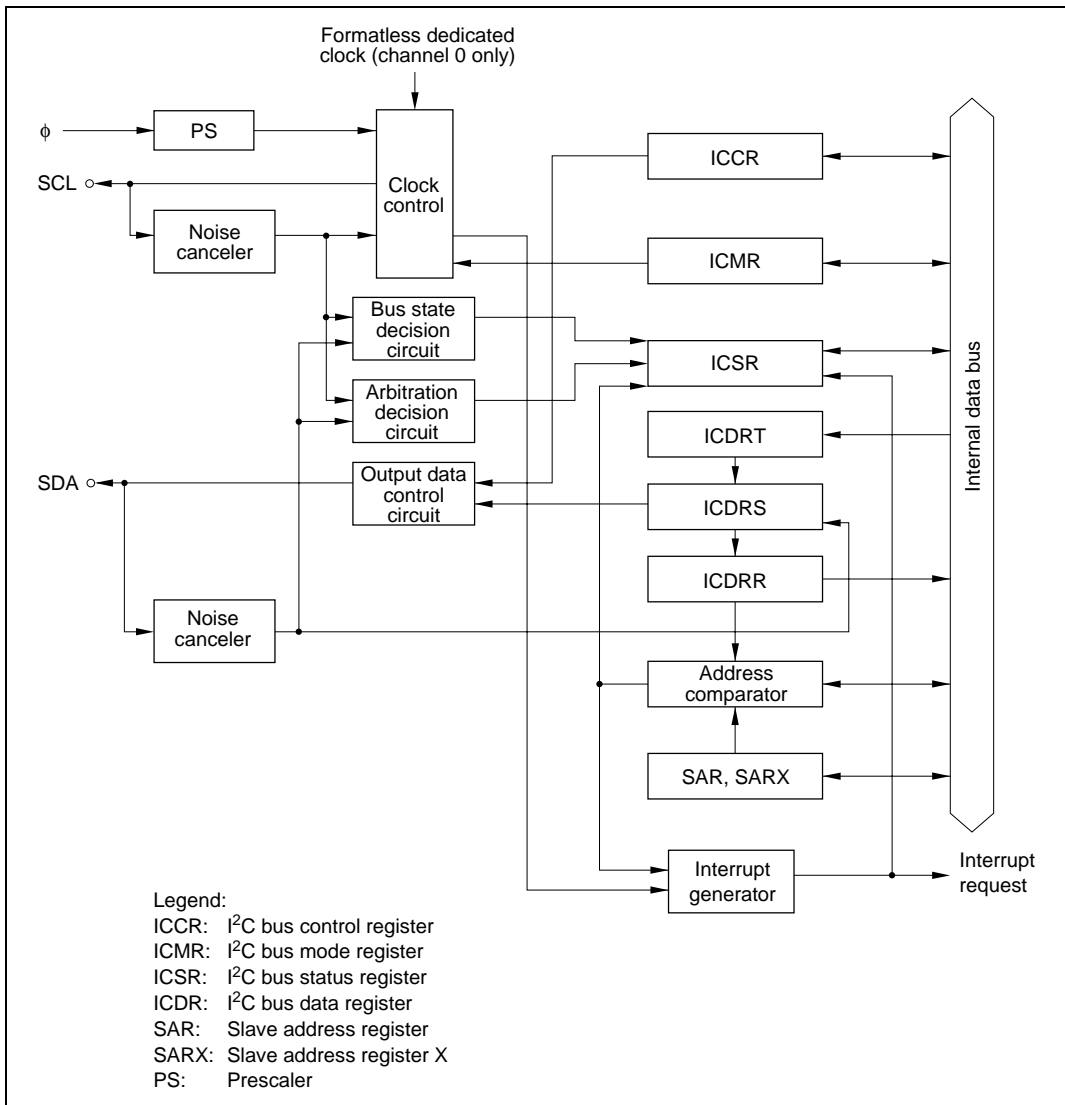 Formatless dedicated
clock (channel 0 only)
ϕ
PS
SCL
Clock
control
Noise
canceler
Bus state
decision
circuit
Arbitration
decision
circuit
SDA
Output data
control
circuit
Noise
canceler
ICCR
ICMR
ICSR
ICDRT
ICDRS
ICDRR
Address
comparator
SAR, SARX
Interrupt
generator
Internal data bus
Interrupt
request
Legend:
ICCR: I²C bus control register
ICMR: I²C bus mode register
ICSR: I²C bus status register
ICDR: I²C bus data register
SAR: Slave address register
SARX: Slave address register X
PS: Prescaler